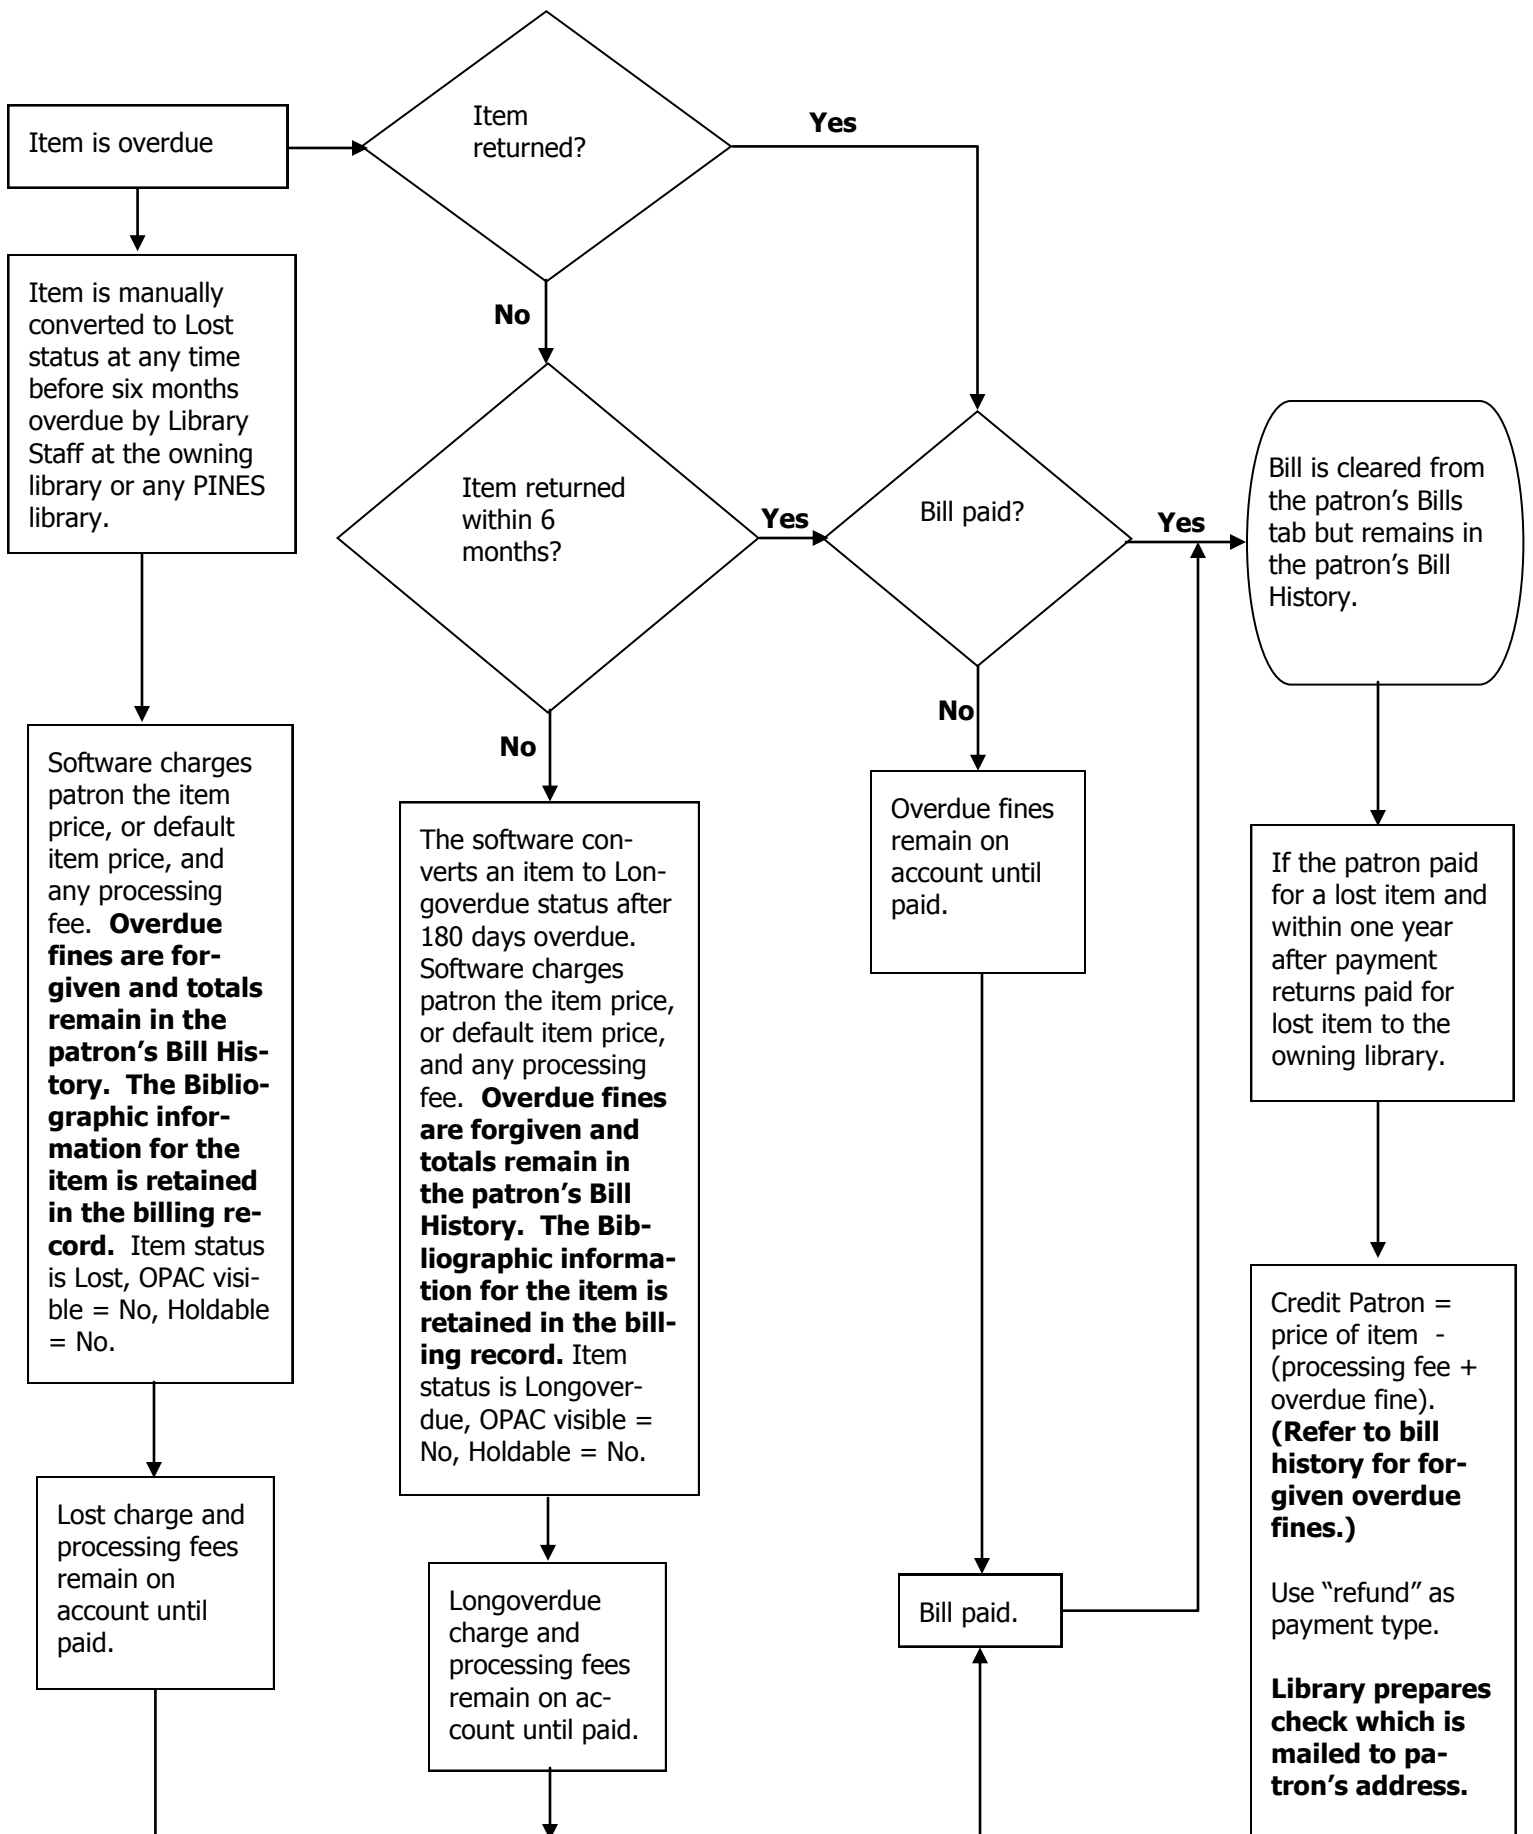 Item is overdue
Item
returned?
Yes
No
Item is manually
converted to Lost
status at any time
before six months
overdue by Library
Staff at the owning
library or any PINES
library.
Item returned
within 6
months?
Yes
No
Bill paid?
Yes
No
Bill is cleared from
the patron’s Bills
tab but remains in
the patron’s Bill
History.
Software charges
patron the item
price, or default
item price, and
any processing
fee. Overdue
fines are for-
given and totals
remain in the
patron’s Bill His-
tory. The Biblio-
graphic infor-
mation for the
item is retained
in the billing re-
cord. Item status
is Lost, OPAC visi-
ble = No, Holdable
= No.
The software con-
verts an item to Lon-
goverdue status after
180 days overdue.
Software charges
patron the item price,
or default item price,
and any processing
fee. Overdue fines
are forgiven and
totals remain in
the patron’s Bill
History. The Bib-
liographic informa-
tion for the item is
retained in the bill-
ing record. Item
status is Longover-
due, OPAC visible =
No, Holdable = No.
Overdue fines
remain on
account until
paid.
If the patron paid
for a lost item and
within one year
after payment
returns paid for
lost item to the
owning library.
Lost charge and
processing fees
remain on
account until
paid.
Longoverdue
charge and
processing fees
remain on ac-
count until paid.
Bill paid.
Credit Patron =
price of item -
(processing fee +
overdue fine).
(Refer to bill
history for for-
given overdue
fines.)
Use “refund” as
payment type.
Library prepares
check which is
mailed to pa-
tron’s address.